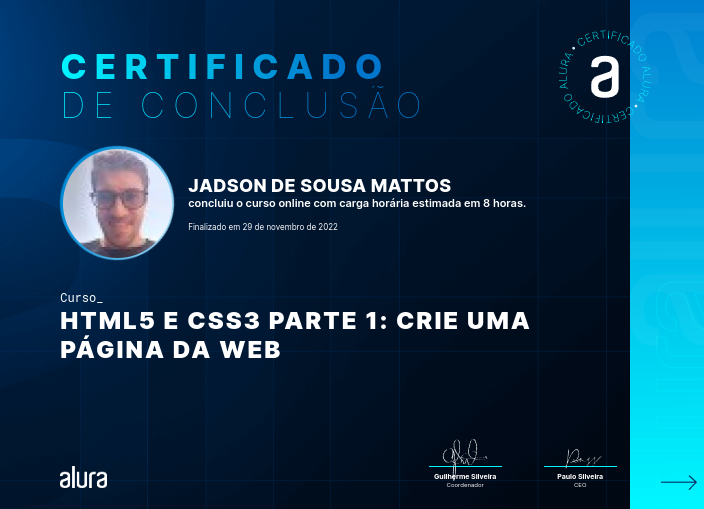 CERTIFICADO
DE CONCLUSÃO
CERTIFICADO ALURA • CERTIFICADO ALURA •
a
JADSON DE SOUSA MATTOS
concluiu o curso online com carga horária estimada em 8 horas.
Finalizado em 29 de novembro de 2022
Curso_
HTML5 E CSS3 PARTE 1: CRIE UMA
PÁGINA DA WEB
Guilherme Silveira
Coordenador
Paulo Silveira
CEO
alura